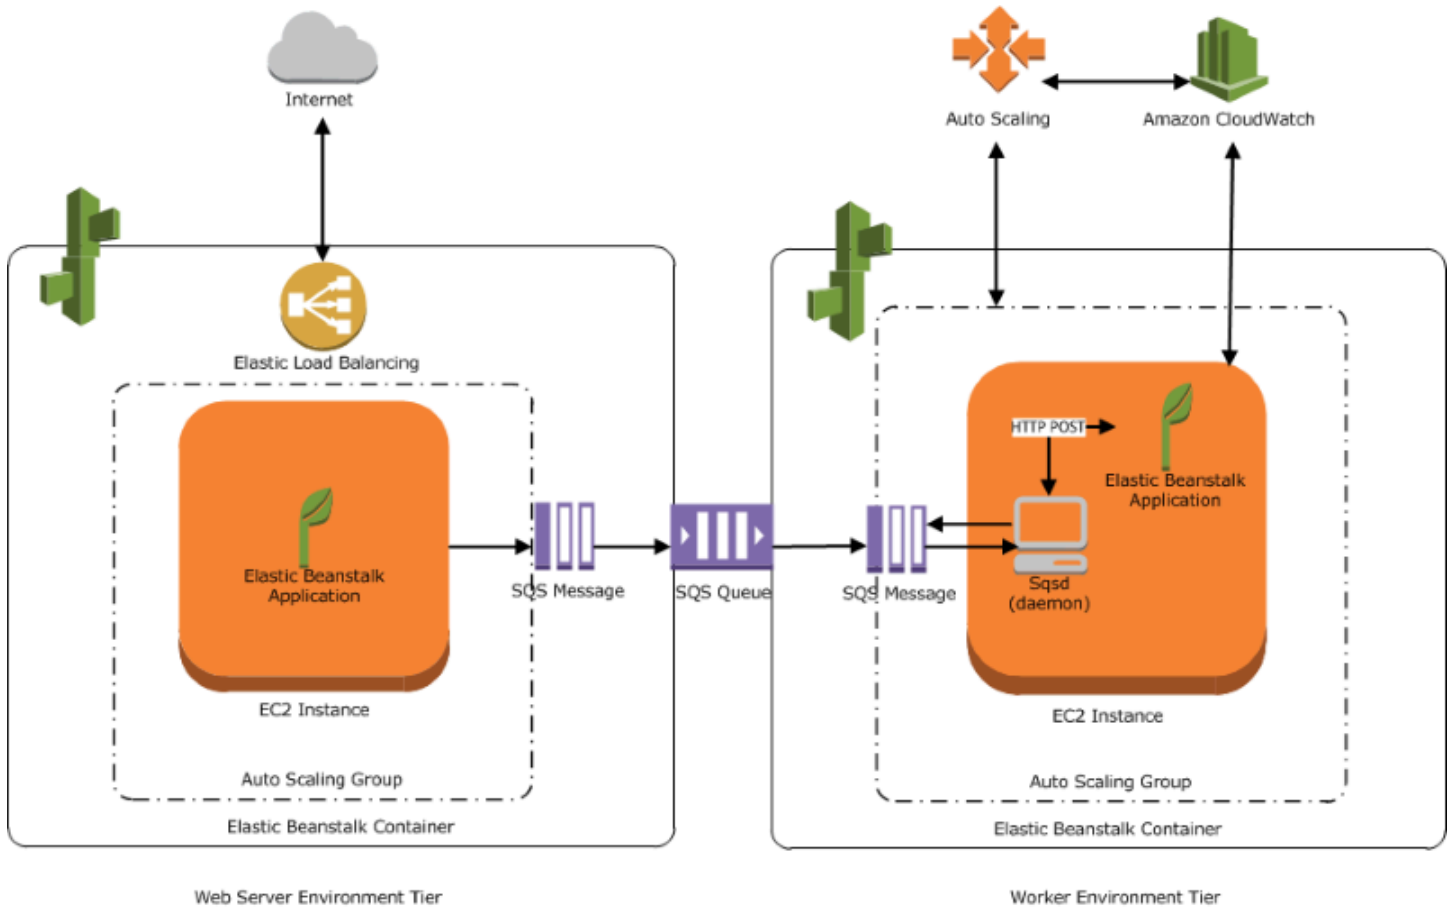 Internet
Auto Scaling
Amazon CloudWatch
Elastic Load Balancing
HTTP POST
Elastic Beanstalk
Application
Elastic Beanstalk
Application
SQS Message
SQS Queue
SQS Message
Sqsd
(daemon)
EC2 Instance
EC2 Instance
Auto Scaling Group
Auto Scaling Group
Elastic Beanstalk Container
Elastic Beanstalk Container
Web Server Environment Tier
Worker Environment Tier